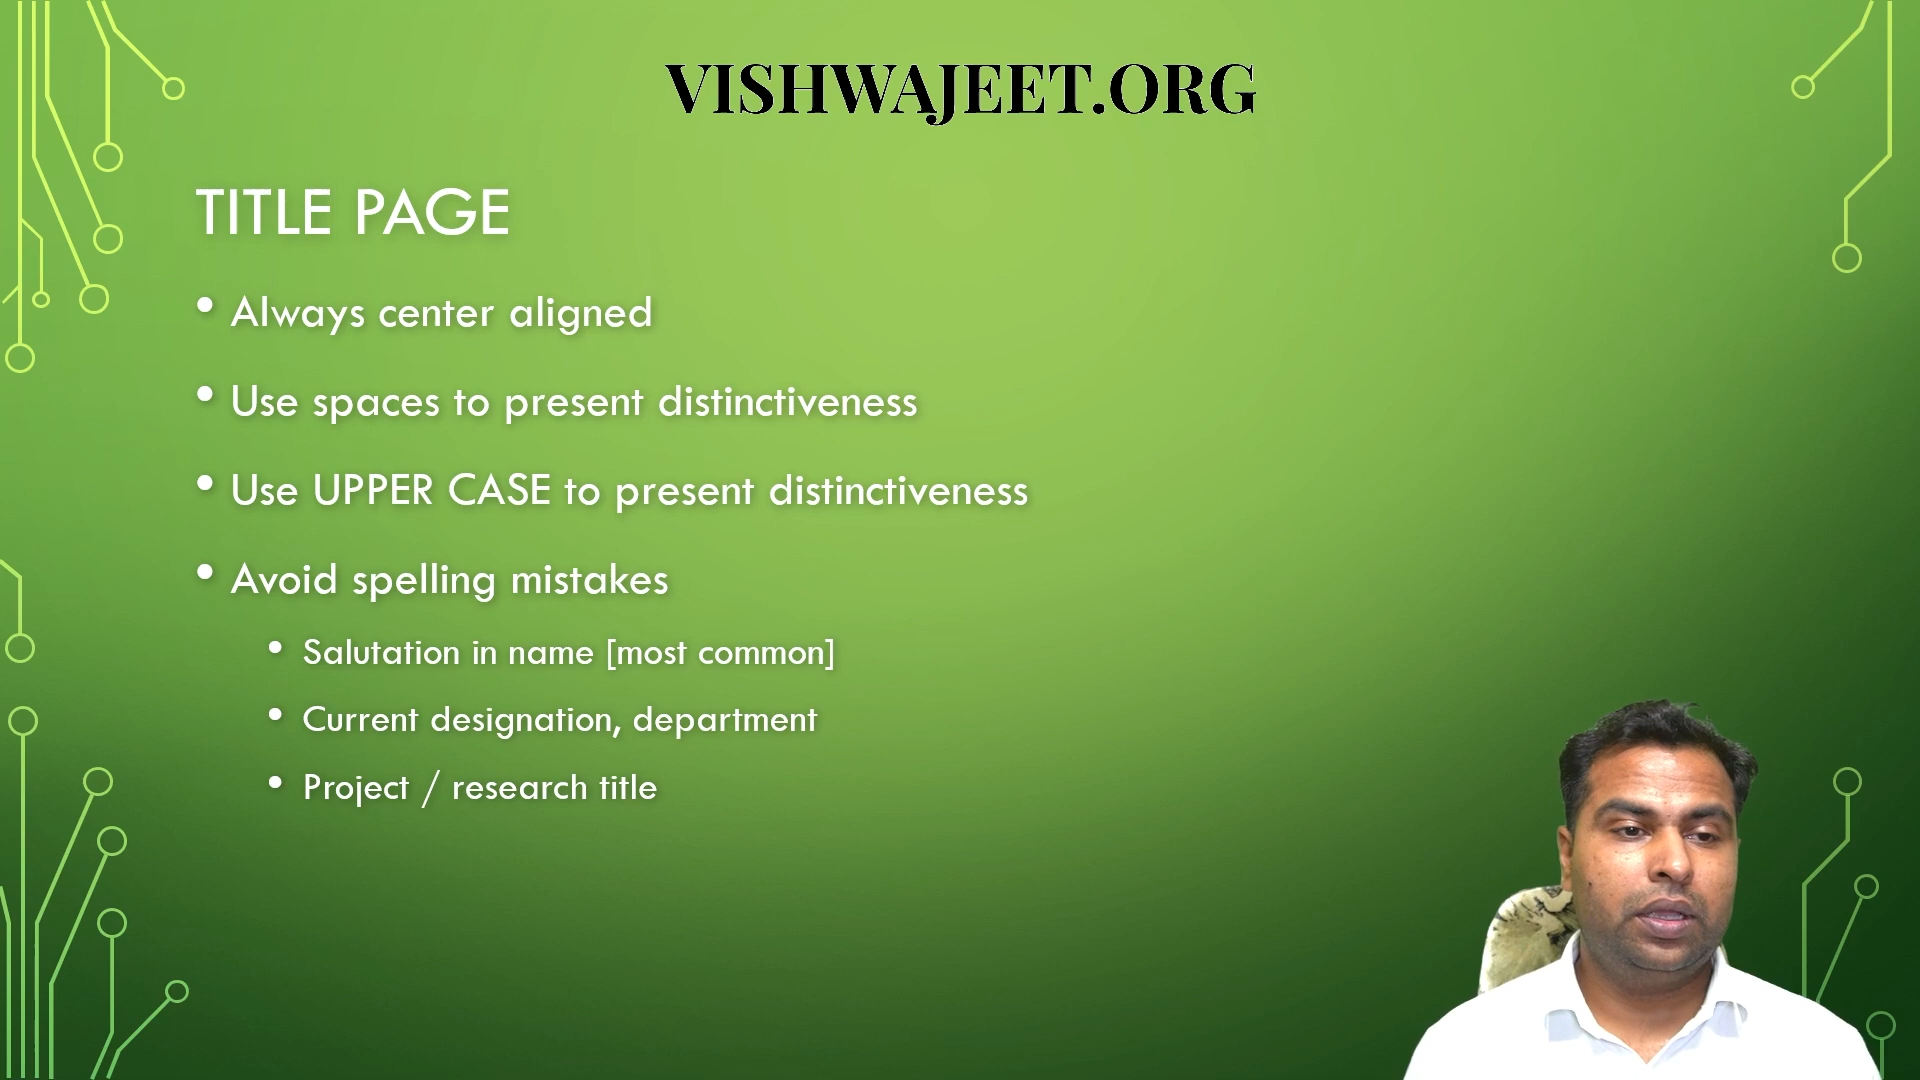 VISHWAJEET.ORG
TITLE PAGE
• Always center aligned
• Use spaces to present distinctiveness
• Use UPPER CASE to present distinctiveness
• Avoid spelling mistakes
• Salutation in name [most common]
• Current designation, department
• Project / research title